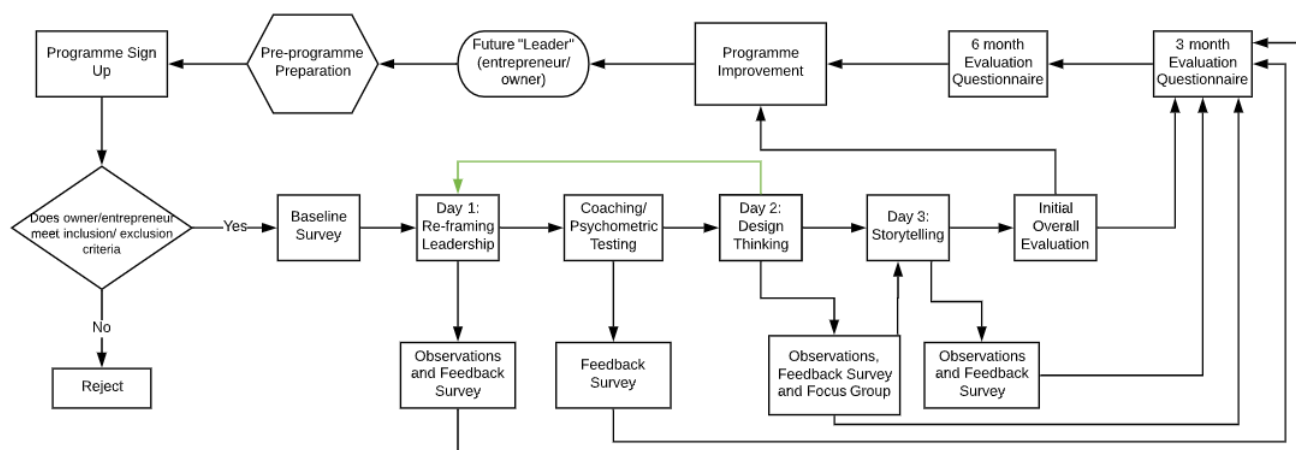 Programme Sign
Up
Pre-programme
Preparation
Future "Leader"
(entrepreneur/
owner)
Programme
Improvement
6 month
Evaluation
Questionnaire
3 month
Evaluation
Questionnaire
Does owner/entrepreneur
meet inclusion/ exclusion
criteria
Yes
Baseline
Survey
Day 1:
Re-framing
Leadership
Coaching/
Psychometric
Testing
Day 2:
Design
Thinking
Day 3:
Storytelling
Initial
Overall
Evaluation
No
Reject
Observations
and Feedback
Survey
Feedback
Survey
Observations,
Feedback Survey
and Focus Group
Observations
and Feedback
Survey